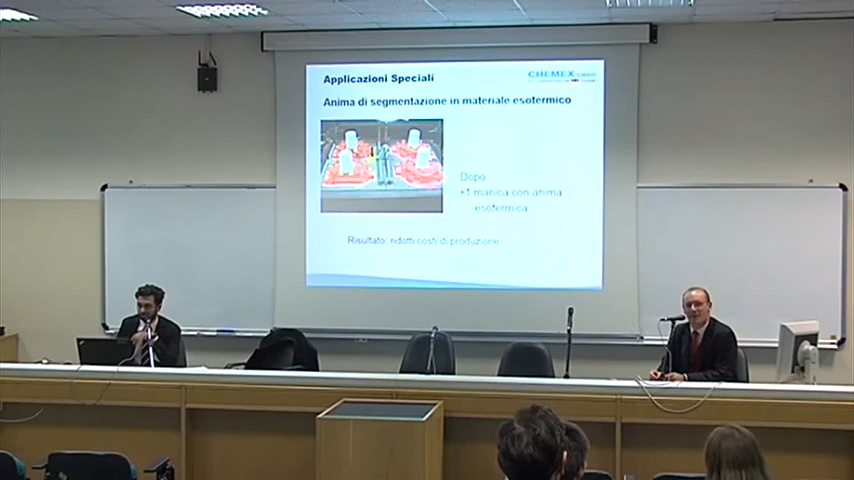 Applicazioni Speciali
CHEMEX
Anima di segmentazione in materiale esotermico
Dopo:
•1 manica con anima
esotermica
Risultato: ridotti costi di produzione